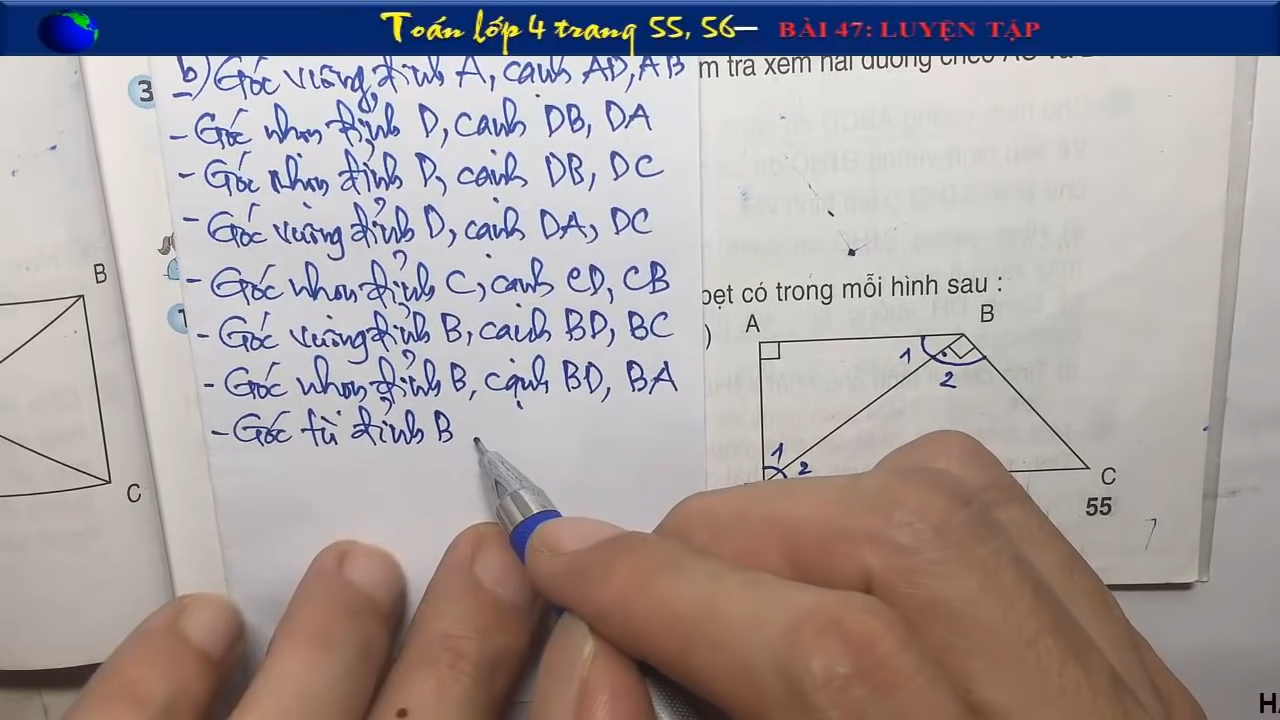 Toán lớp 4 trang 55, 56— BÀI 47: LUYỆN TẬP
3
b) Góc vuông đỉnh A, cạnh AD, AB
- Góc nhọn đỉnh D, cạnh DB, DA
- Góc nhọn đỉnh D, cạnh DB, DC
- Góc vuông đỉnh D, cạnh DA, DC
- Góc nhọn đỉnh C, cạnh CD, CB
- Góc vuông đỉnh B, cạnh BD, BC
- Góc nhọn đỉnh B, cạnh BD, BA
- Góc tù đỉnh B
tra xem hai đường chéo
bẹt có trong mỗi hình sau :
)
A
B
1
2
1
2
C
55
B
C
1